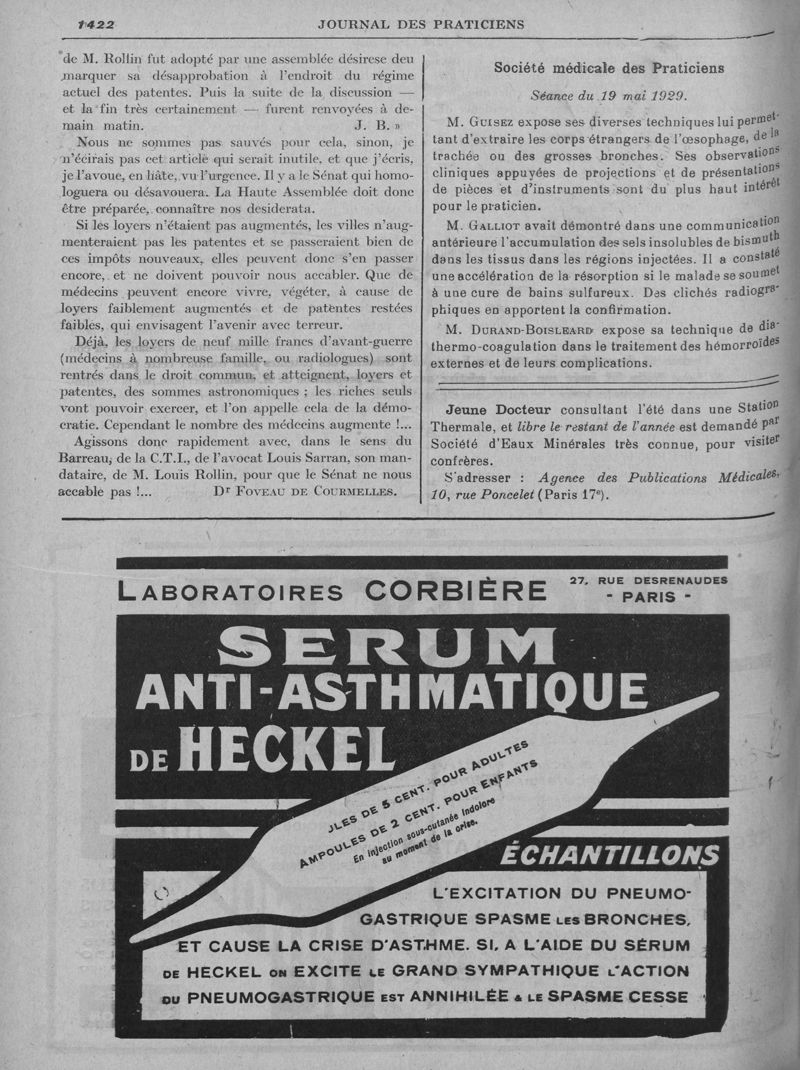 1422
JOURNAL DES PRATICIENS
de M. Rollin fut adopté par une assemblée désirese deu
marquer sa désapprobation à l'endroit du régime
actuel des patentes. Puis la suite de la discussion —
et la fin très certainement — furent renvoyées à de-
main matin. J. B. »
Nous ne sommes pas sauvés pour cela, sinon, je
n'écirais pas cet article qui serait inutile, et que j'écris,
je l'avoue, en hâte, vu l'urgence. Il y a le Sénat qui homo-
loguera ou désavouera. La Haute Assemblée doit donc
être préparée, connaître nos desiderata.
Si les loyers n'étaient pas augmentés, les villes n'aug-
menteraient pas les patentes et se passeraient bien de
ces impôts nouveaux, elles peuvent donc s'en passer
encore, et ne doivent pouvoir nous accabler. Que de
médecins peuvent encore vivre, végéter, à cause de
loyers faiblement augmentés et de patentes restées
faibles, qui envisagent l'avenir avec terreur.
Déjà, les loyers de neuf mille francs d'avant-guerre
(médecins à nombreuse famille, ou radiologues) sont
rentrés dans le droit commun, et atteignent, loyers et
patentes, des sommes astronomiques ; les riches seuls
vont pouvoir exercer, et l'on appelle cela de la démo-
cratie. Cependant le nombre des médecins augmente !...
Agissons donc rapidement avec, dans le sens du
Barreau, de la C.T.I., de l'avocat Louis Sarran, son man-
dataire, de M. Louis Rollin, pour que le Sénat ne nous
accable pas !... Dr FOVEAU DE COURMELLES.
Société médicale des Praticiens
Séance du 19 mai 1929.
M. GUISEZ expose ses diverses techniques lui permet-
tant d'extraire les corps étrangers de l'œsophage, de la
trachée ou des grosses bronches. Ses observations
cliniques appuyées de projections et de présentations
de pièces et d'instruments sont du plus haut intérêt
pour le praticien.
M. GALLIOT avait démontré dans une communication
antérieure l'accumulation des sels insolubles de bismuth
dans les tissus dans les régions injectées. Il a constaté
une accélération de la résorption si le malade se soumet
à une cure de bains sulfureux. Des clichés radiogra-
phiques en apportent la confirmation.
M. DURAND-BOISLEARD expose sa technique de dia-
thermo-coagulation dans le traitement des hémorroïdes
externes et de leurs complications.
Jeune Docteur consultant l'été dans une Station
Thermale, et libre le restant de l'année est demandé par
Société d'Eaux Minérales très connue, pour visiter
confrères.
S'adresser : Agence des Publications Médicales,
10, rue Poncelet (Paris 17e).
LABORATOIRES CORBIÈRE
27, RUE DESRENAUDES
- PARIS -
SERUM
ANTI-ASTHMATIQUE
DE HECKEL
ULES DE 5 CENT. POUR ADULTES
AMPOULES DE 2 CENT. POUR ENFANTS
En injection sous-cutanée indolore
au moment de la crise.
ÉCHANTILLONS
L'EXCITATION DU PNEUMO-
GASTRIQUE SPASME LES BRONCHES,
ET CAUSE LA CRISE D'ASTHME. SI, A L'AIDE DU SÉRUM
DE HECKEL ON EXCITE LE GRAND SYMPATHIQUE L'ACTION
DU PNEUMOGASTRIQUE EST ANNIHILÉE & LE SPASME CESSE